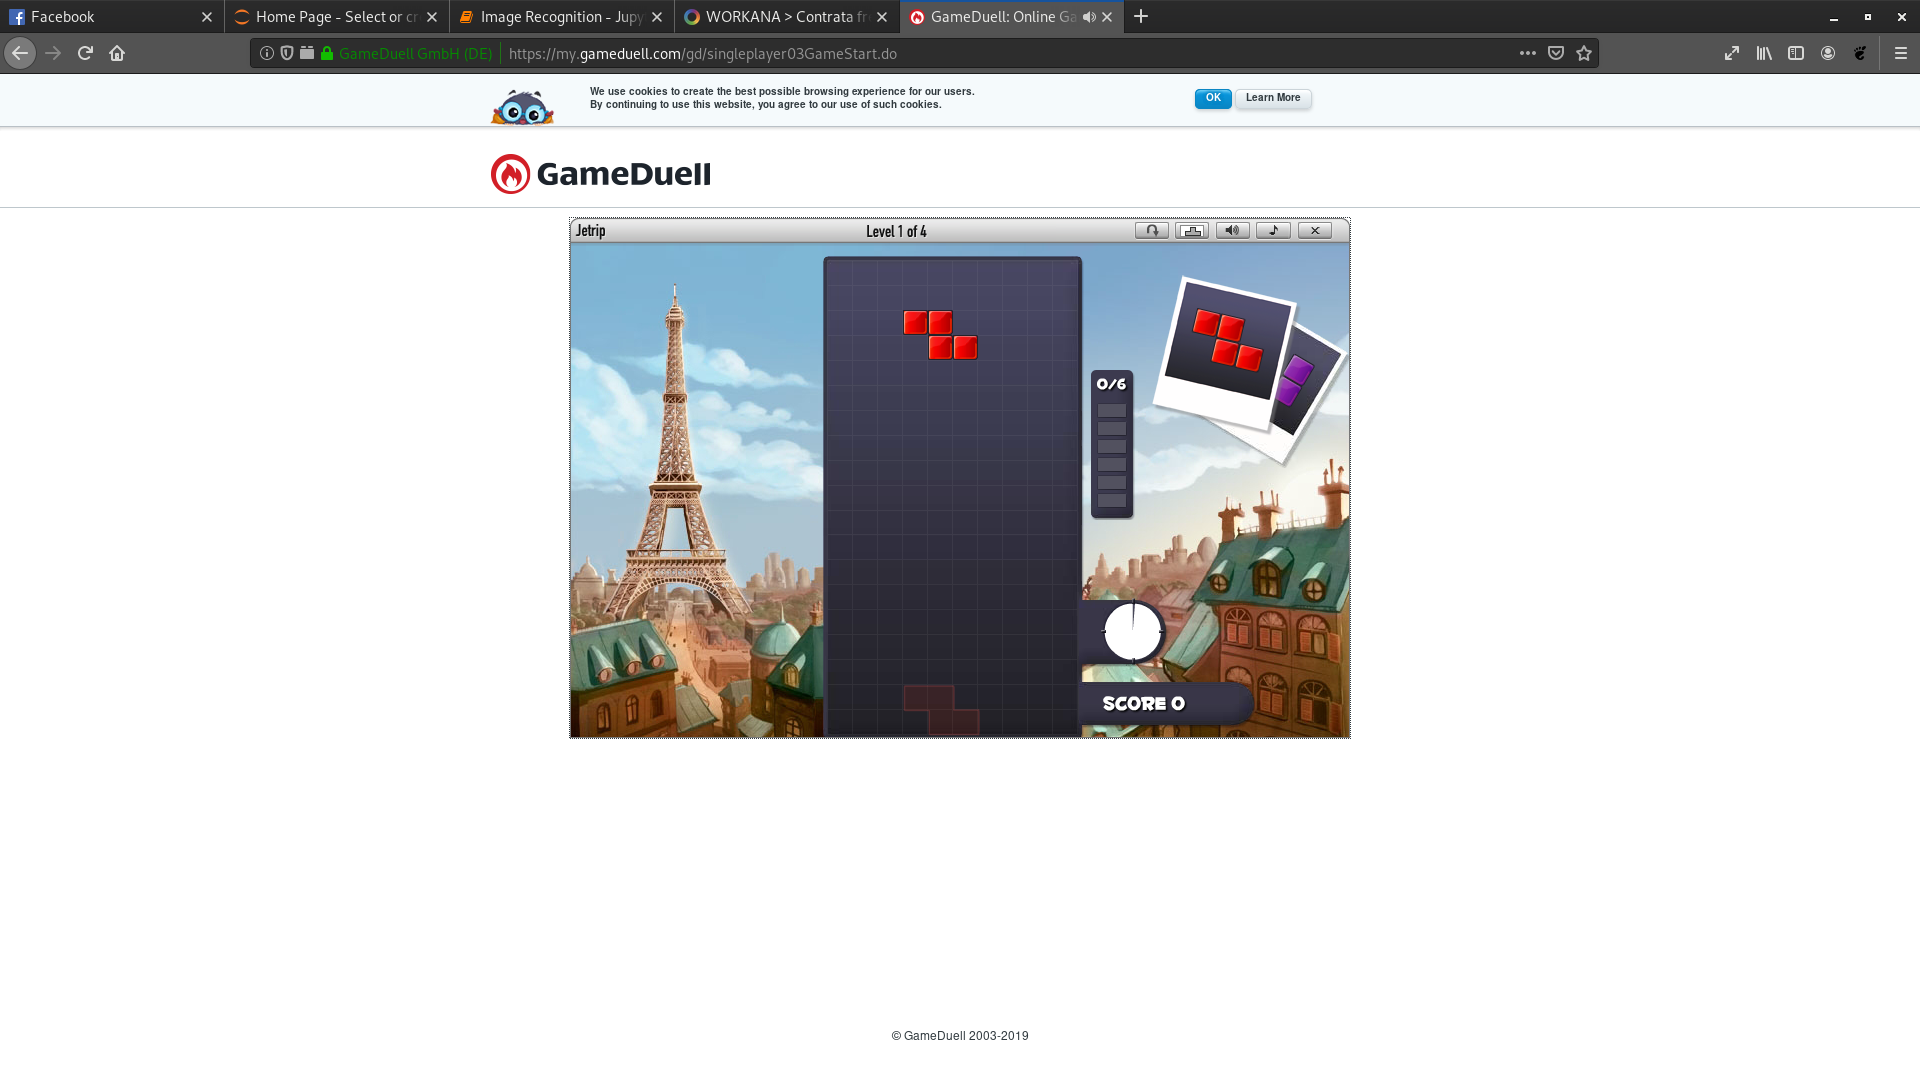 Facebook
Home Page - Select or cr
Image Recognition - Jupy
WORKANA > Contrata fr
GameDuell: Online Ga
GameDuell GmbH (DE)
https://my.gameduell.com/gd/singleplayer03GameStart.do
We use cookies to create the best possible browsing experience for our users.
By continuing to use this website, you agree to our use of such cookies.
OK
Learn More
GameDuell
Jetrip
Level 1 of 4
0/6
SCORE 0
© GameDuell 2003-2019